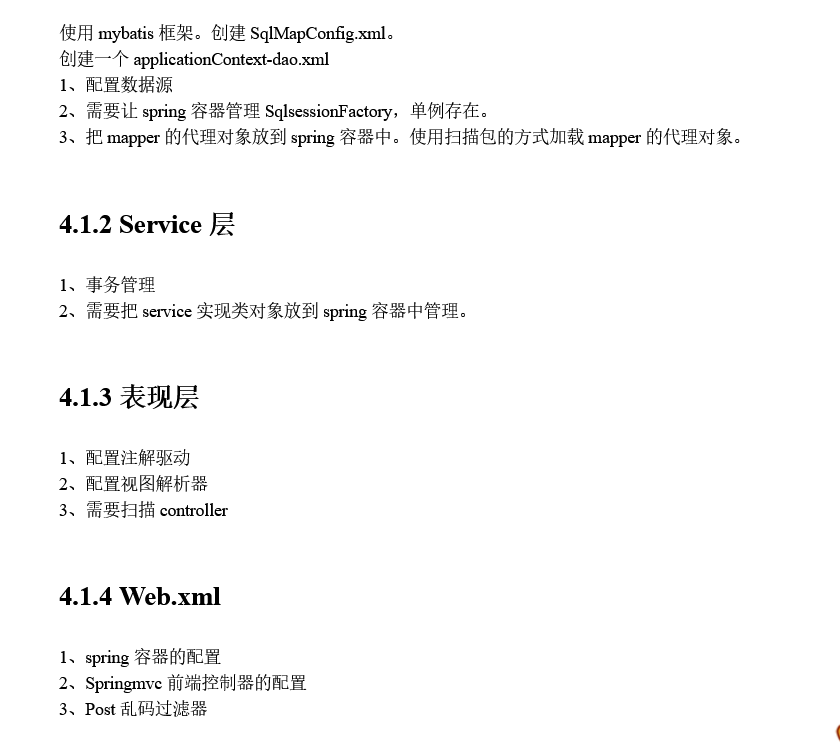 使用 mybatis 框架。创建 SqlMapConfig.xml。
创建一个 applicationContext-dao.xml
1、配置数据源
2、需要让 spring 容器管理 SqlsessionFactory，单例存在。
3、把 mapper 的代理对象放到 spring 容器中。使用扫描包的方式加载 mapper 的代理对象。
4.1.2 Service 层
1、事务管理
2、需要把 service 实现类对象放到 spring 容器中管理。
4.1.3 表现层
1、配置注解驱动
2、配置视图解析器
3、需要扫描 controller
4.1.4 Web.xml
1、spring 容器的配置
2、Springmvc 前端控制器的配置
3、Post 乱码过滤器